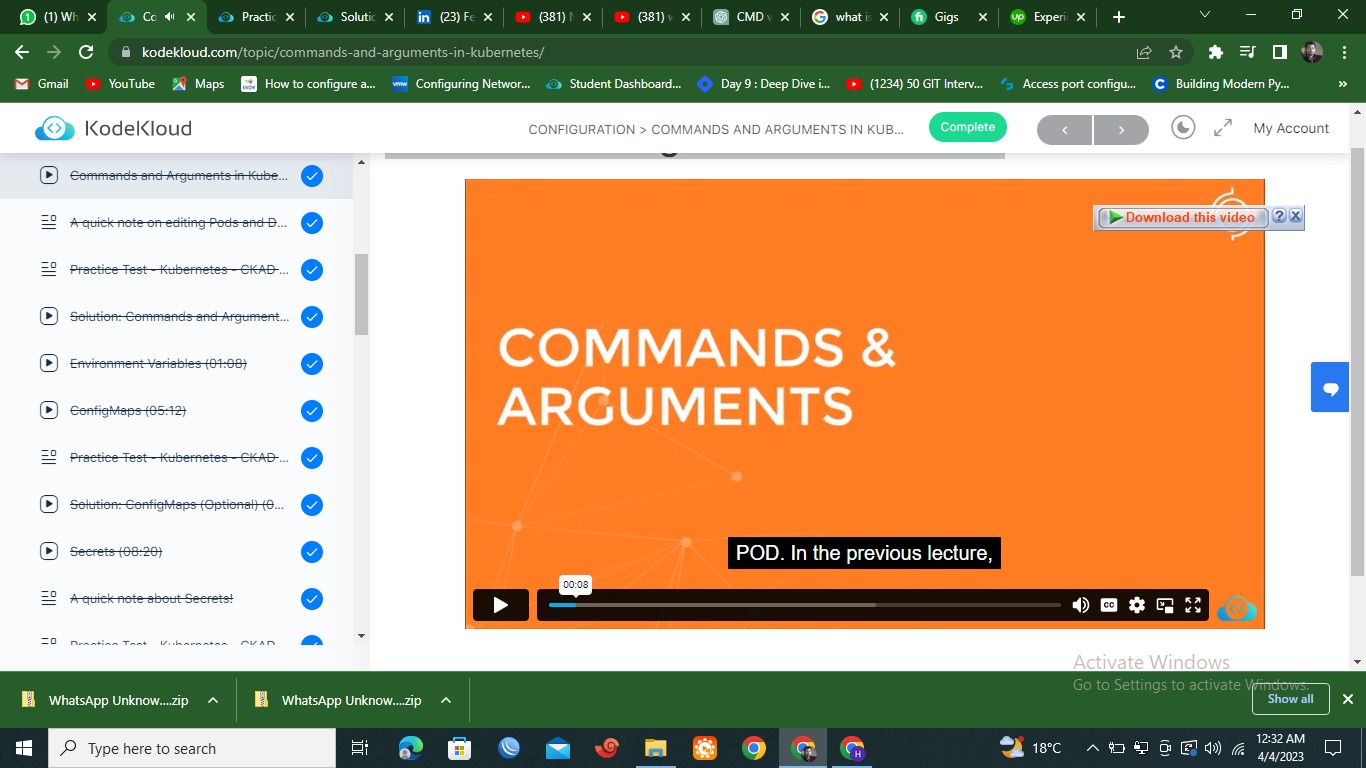 (1) Wh
Cc
Practic
Solutic
(23) Fe
(381)
(381)
CMD
what is
Gigs
Experi
kodekloud.com/topic/commands-and-arguments-in-kubernetes/
Gmail
YouTube
Maps
How to configure a...
Configuring Networ...
Student Dashboard...
Day 9 : Deep Dive i...
(1234) 50 GIT Interv...
Access port configu...
Building Modern Py...
»
KodeKloud
CONFIGURATION > COMMANDS AND ARGUMENTS IN KUB...
Complete
My Account
Commands and Arguments in Kube...
A quick note on editing Pods and D...
Practice Test - Kubernetes - CKAD ...
Solution: Commands and Argument...
Environment Variables (01:08)
ConfigMaps (05:12)
Practice Test - Kubernetes - CKAD ...
Solution: ConfigMaps (Optional) (0...
Secrets (08:20)
A quick note about Secrets!
Practice Test - Kubernetes - CKAD
Download this video
?
X
COMMANDS &
ARGUMENTS
POD. In the previous lecture,
00:08
CC
Activate Windows
Go to Settings to activate Windows.
WhatsApp Unknow....zip
WhatsApp Unknow....zip
Show all
Type here to search
18°C
12:32 AM
4/4/2023